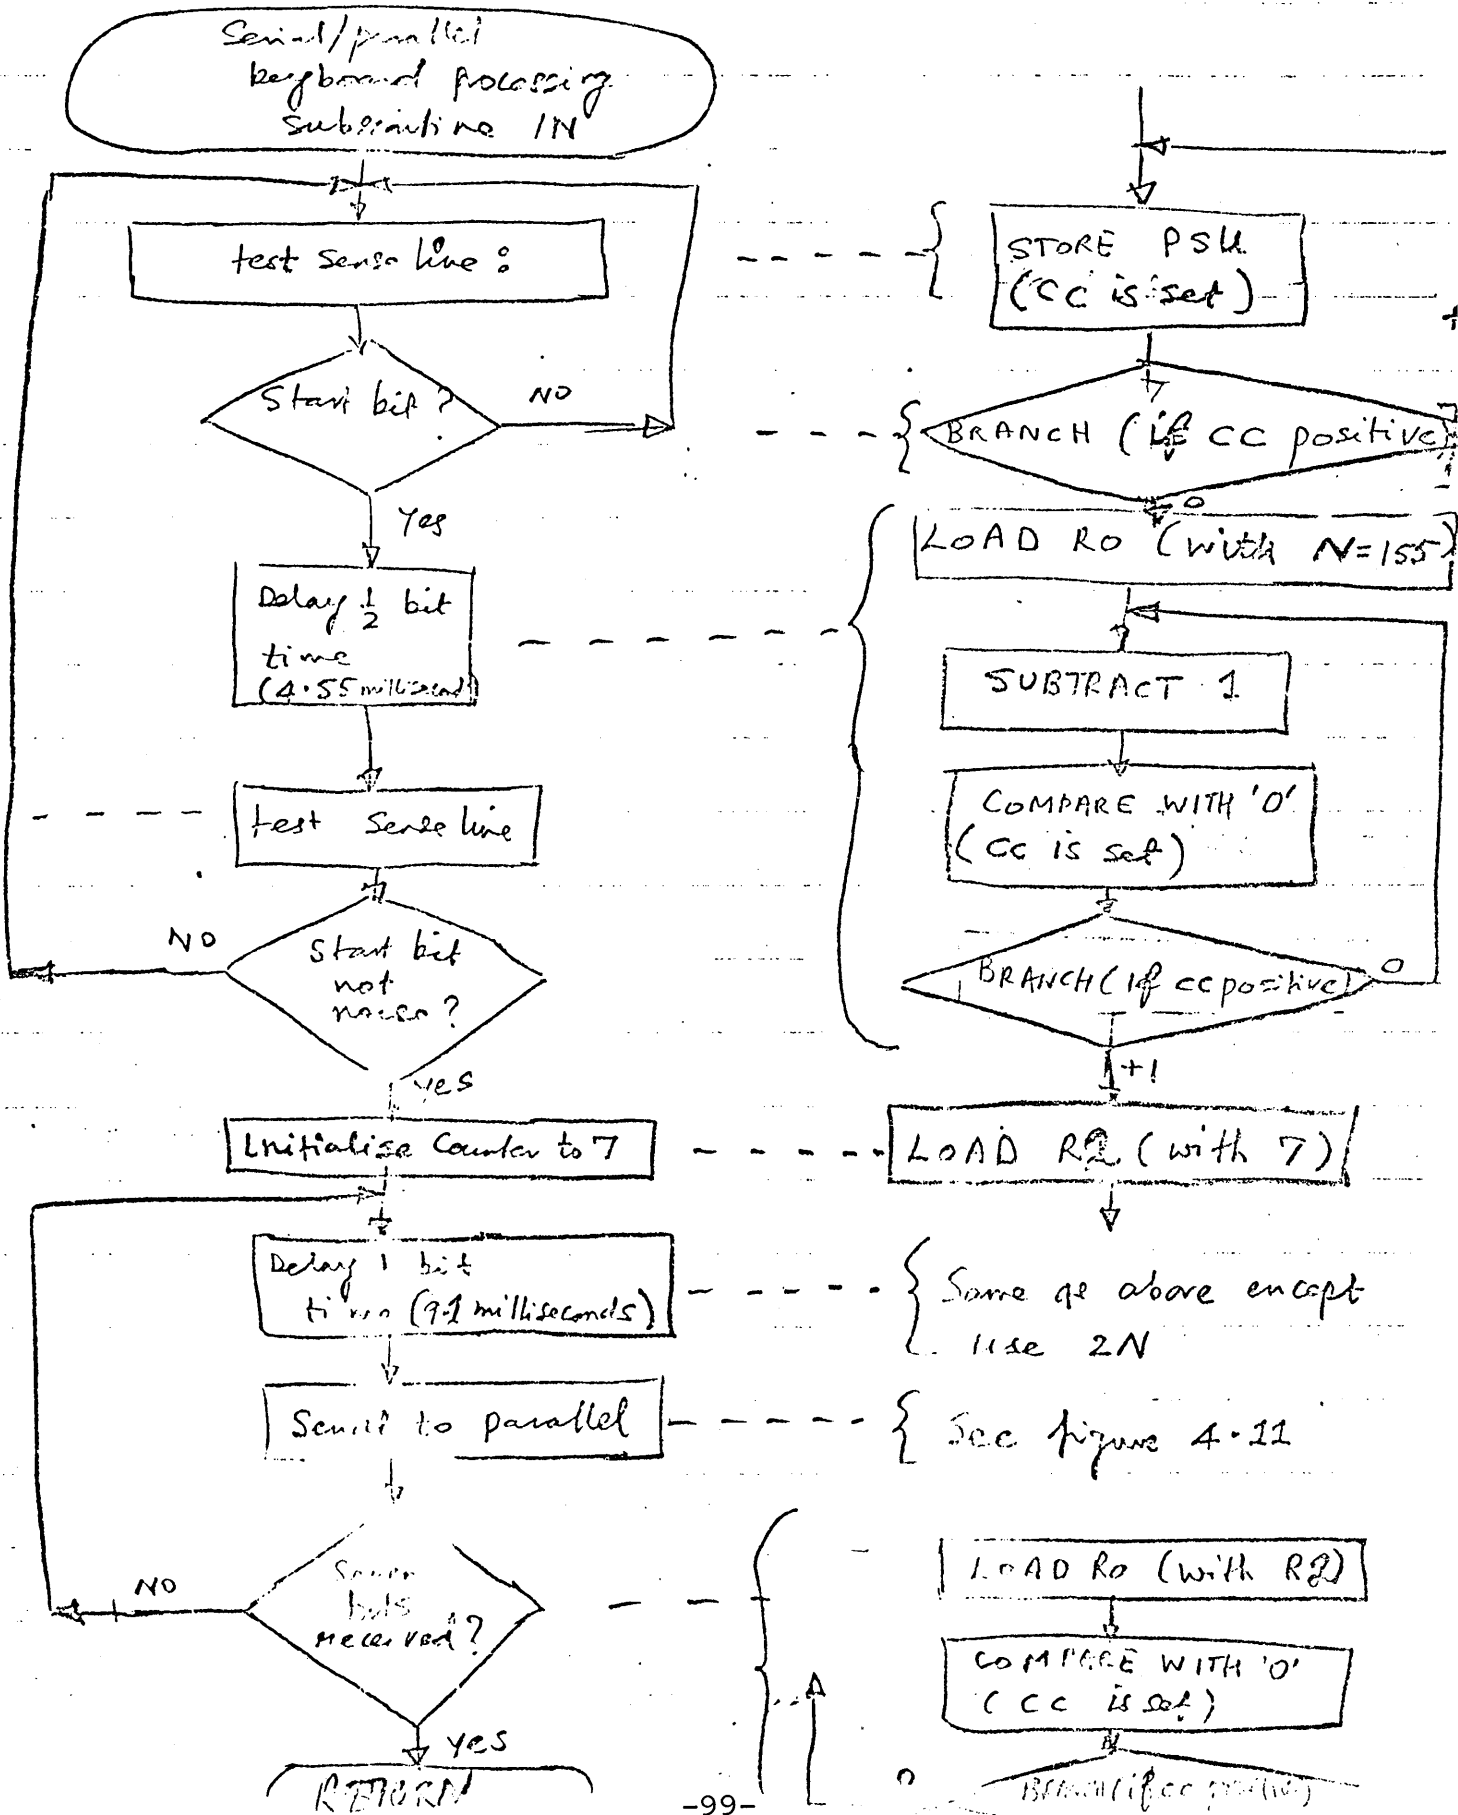 Serial/parallel
keyboard processing
subroutine IN
test sense line :
Start bit ?
NO
Yes
Delay 1/2 bit
time
(4.55 milliseconds)
test Sense line
NO
Start bit
not
noise ?
yes
Initialise Counter to 7
Delay 1 bit
time (9.1 milliseconds)
Serial to parallel
NO
Seven
bits
received?
yes
RETURN
STORE PSU
(CC is set)
+
BRANCH (if CC positive)
0
LOAD R0 (with N=155)
SUBTRACT 1
COMPARE WITH '0'
(CC is set)
BRANCH (if cc positive)
0
+1
LOAD R2 (with 7)
Same as above except
use 2N
See figure 4.11
LOAD R0 (with R2)
COMPARE WITH '0'
(CC is set)
0
BRANCH (if cc positive)
-99-